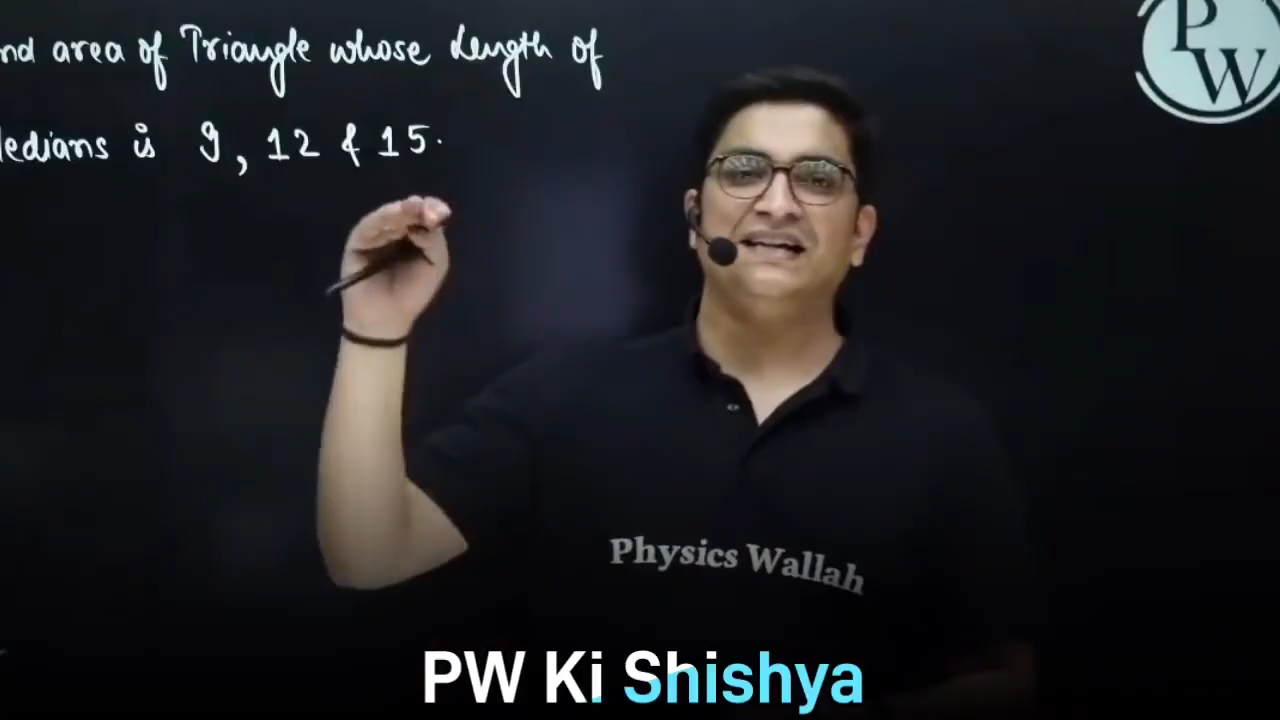 nd area of Triangle whose Length of
edians is 9, 12 & 15.
PW
Physics Wallah
PW Ki Shishya